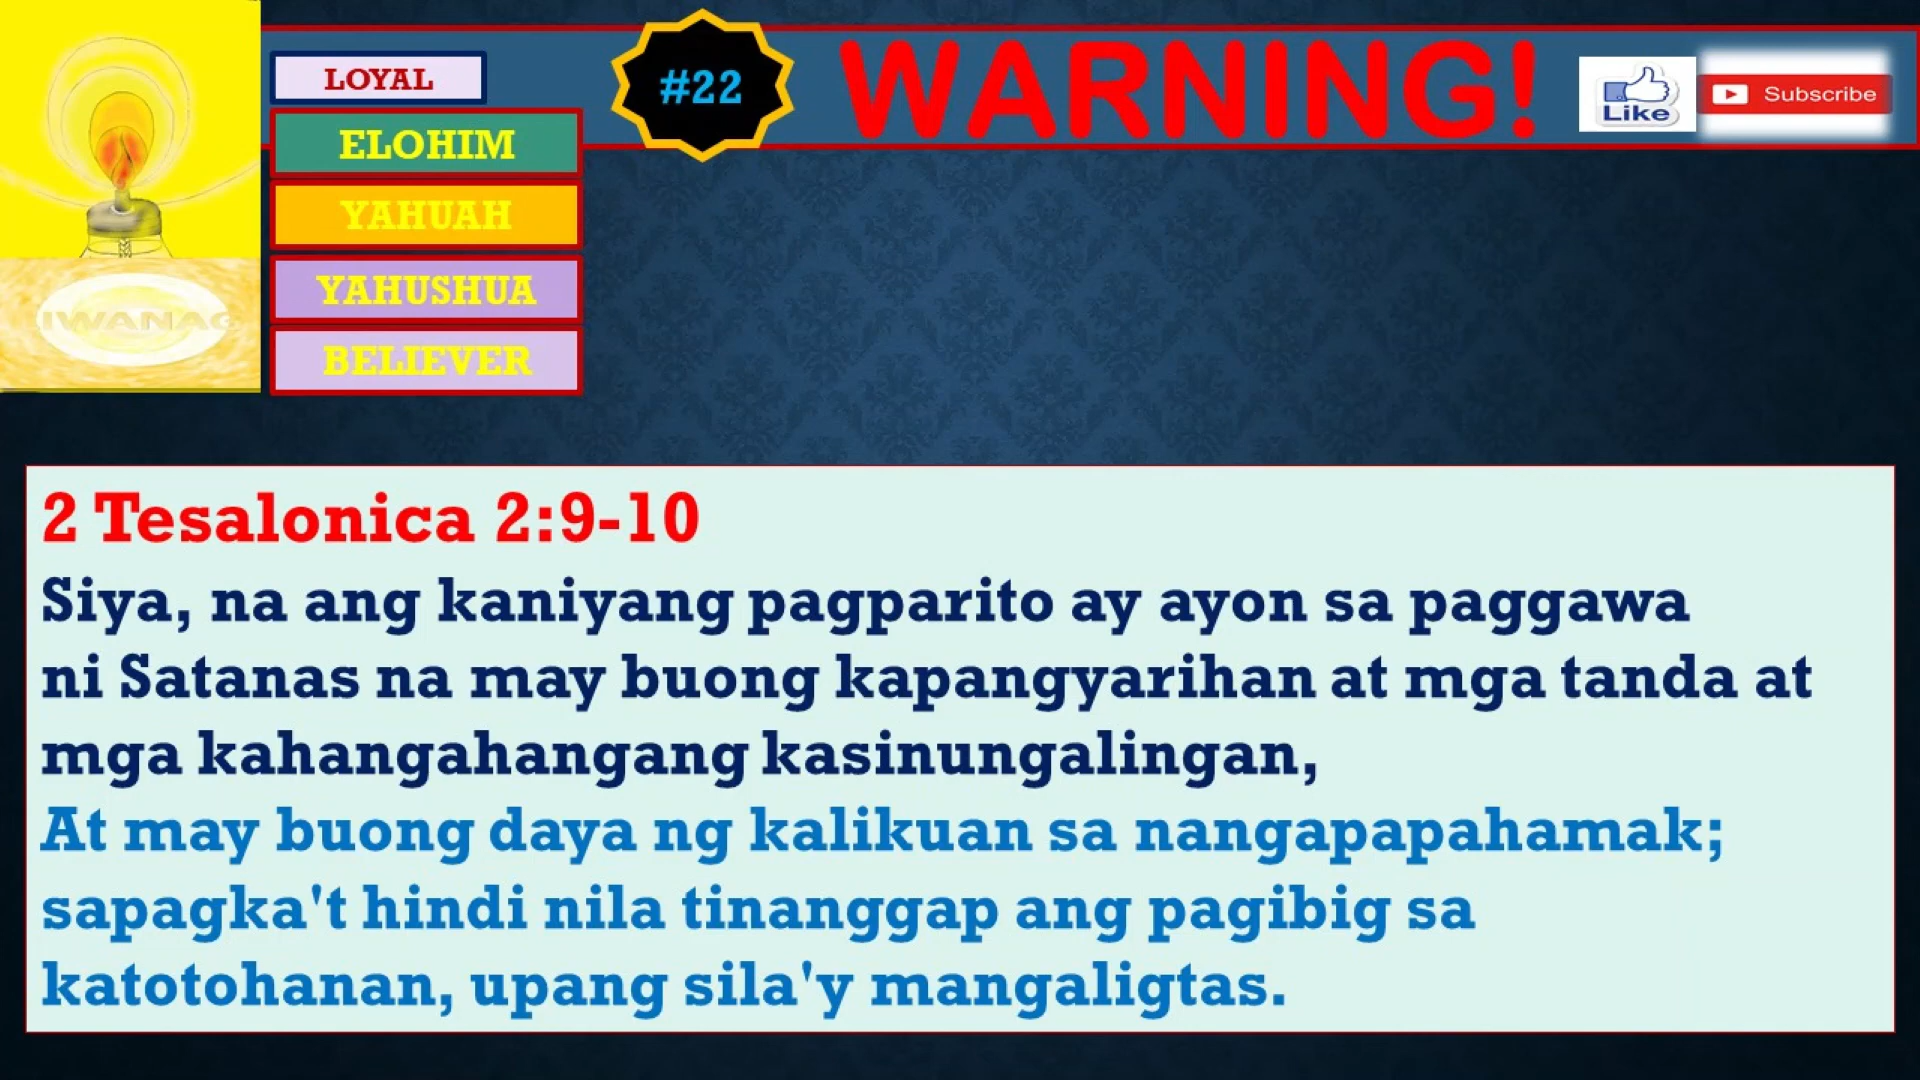 LOYAL
ELOHIM
YAHUAH
YAHUSHUA
BELIEVER
IWANAG
#22
WARNING!
Like
Subscribe
2 Tesalonica 2:9-10
Siya, na ang kaniyang pagparito ay ayon sa paggawa
ni Satanas na may buong kapangyarihan at mga tanda at
mga kahangahangang kasinungalingan,
At may buong daya ng kalikuan sa nangapapahamak;
sapagka't hindi nila tinanggap ang pagibig sa
katotohanan, upang sila'y mangaligtas.